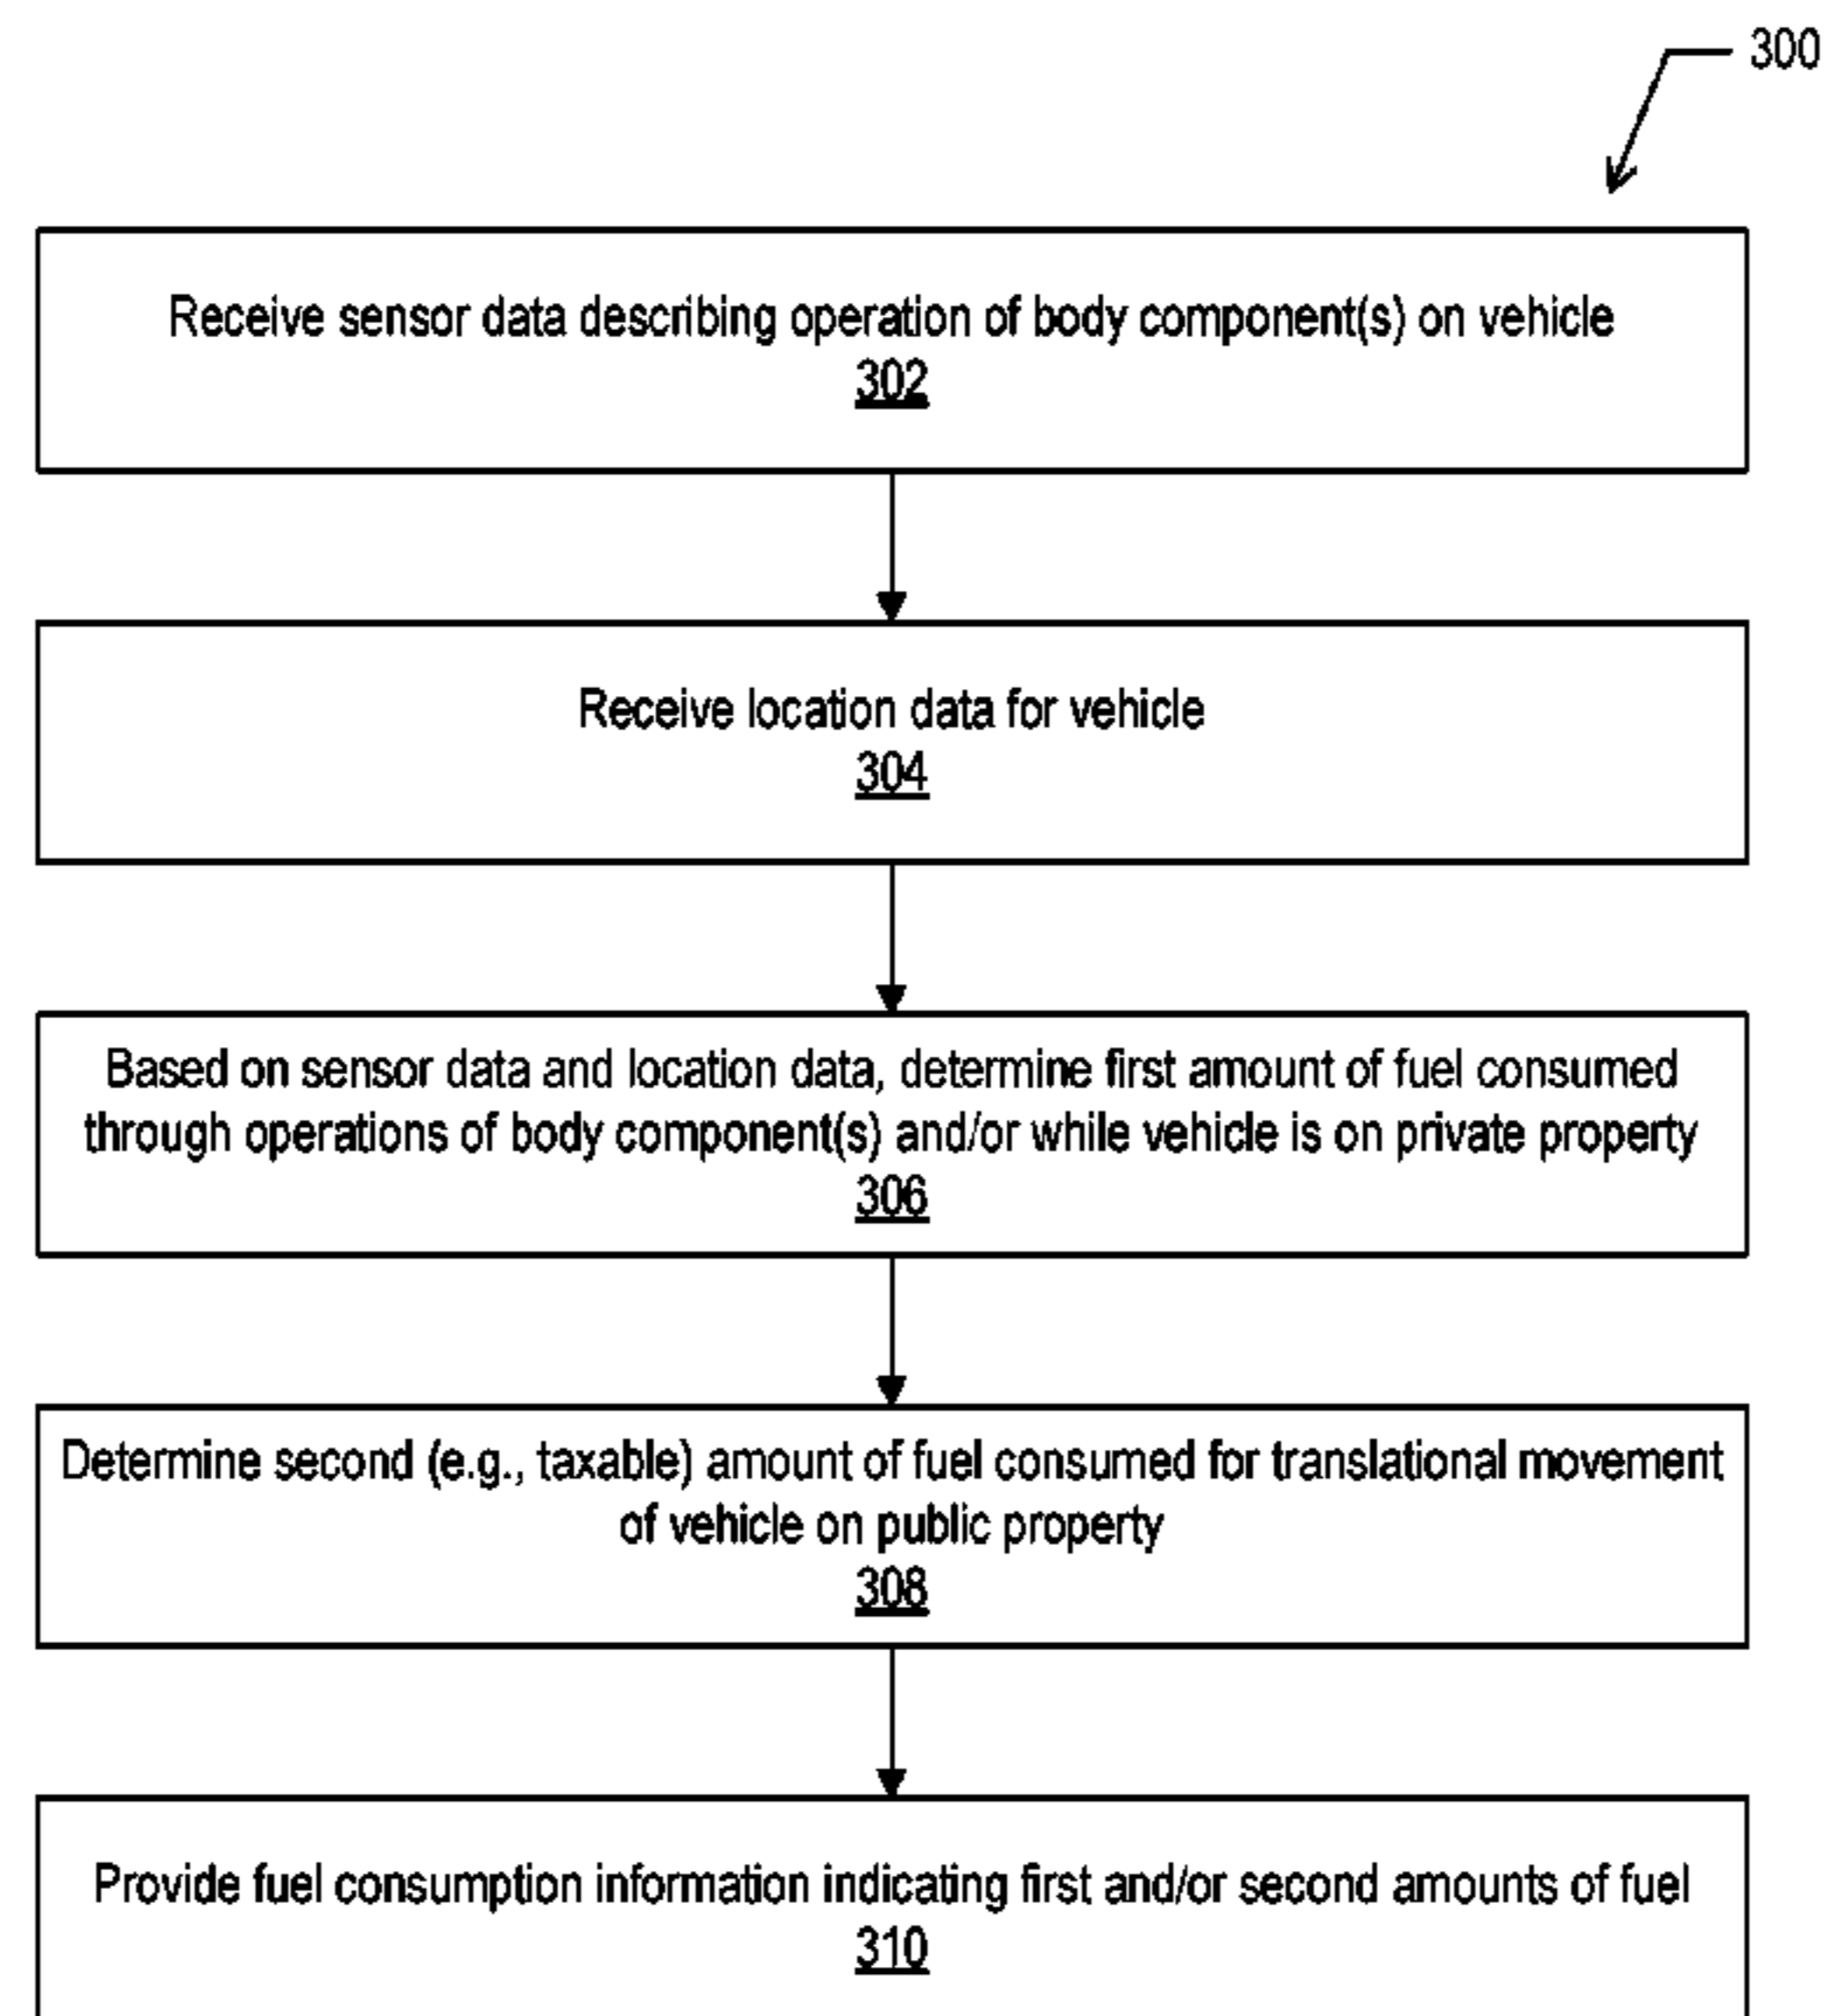 300
Receive sensor data describing operation of body component(s) on vehicle
302
Receive location data for vehicle
304
Based on sensor data and location data, determine first amount of fuel consumed
through operations of body component(s) and/or while vehicle is on private property
306
Determine second (e.g., taxable) amount of fuel consumed for translational movement
of vehicle on public property
308
Provide fuel consumption information indicating first and/or second amounts of fuel
310